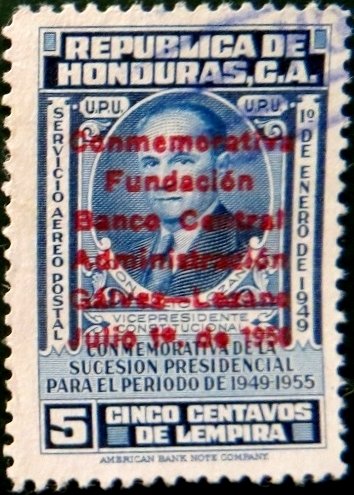 REPUBLICA DE
HONDURAS, C.A.
U.P.U.
U.P.U.
SERVICIO AEREO POSTAL
1º DE ENERO DE 1949
Conmemorativa
Fundación
Banco Central
Administración
Gálvez-Lozano
Julio 1º de
VICEPRESIDENTE
CONSTITUCIONAL
CONMEMORATIVA DE LA
SUCESION PRESIDENCIAL
PARA EL PERIODO DE 1949-1955
5 CINCO CENTAVOS
DE LEMPIRA
AMERICAN BANK NOTE COMPANY.